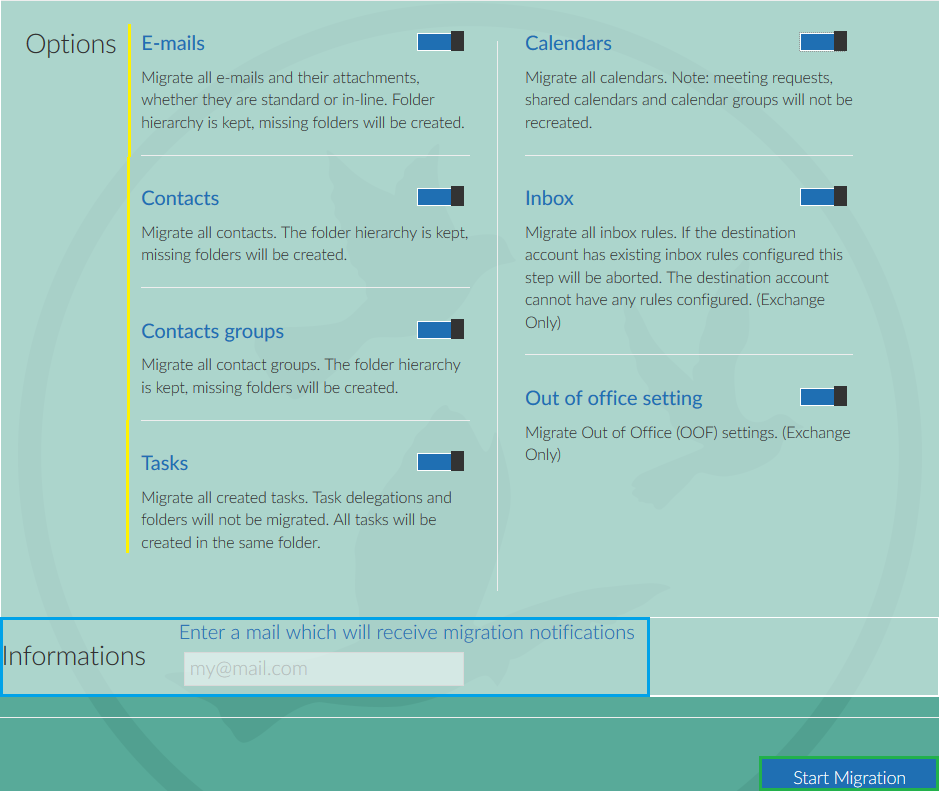 Options
E-mails
Migrate all e-mails and their attachments,
whether they are standard or in-line. Folder
hierarchy is kept, missing folders will be created.
Contacts
Migrate all contacts. The folder hierarchy is kept,
missing folders will be created.
Contacts groups
Migrate all contact groups. The folder hierarchy
is kept, missing folders will be created.
Tasks
Migrate all created tasks. Task delegations and
folders will not be migrated. All tasks will be
created in the same folder.
Calendars
Migrate all calendars. Note: meeting requests,
shared calendars and calendar groups will not be
recreated.
Inbox
Migrate all inbox rules. If the destination
account has existing inbox rules configured this
step will be aborted. The destination account
cannot have any rules configured. (Exchange
Only)
Out of office setting
Migrate Out of Office (OOF) settings. (Exchange
Only)
Informations
Enter a mail which will receive migration notifications
my@mail.com
Start Migration